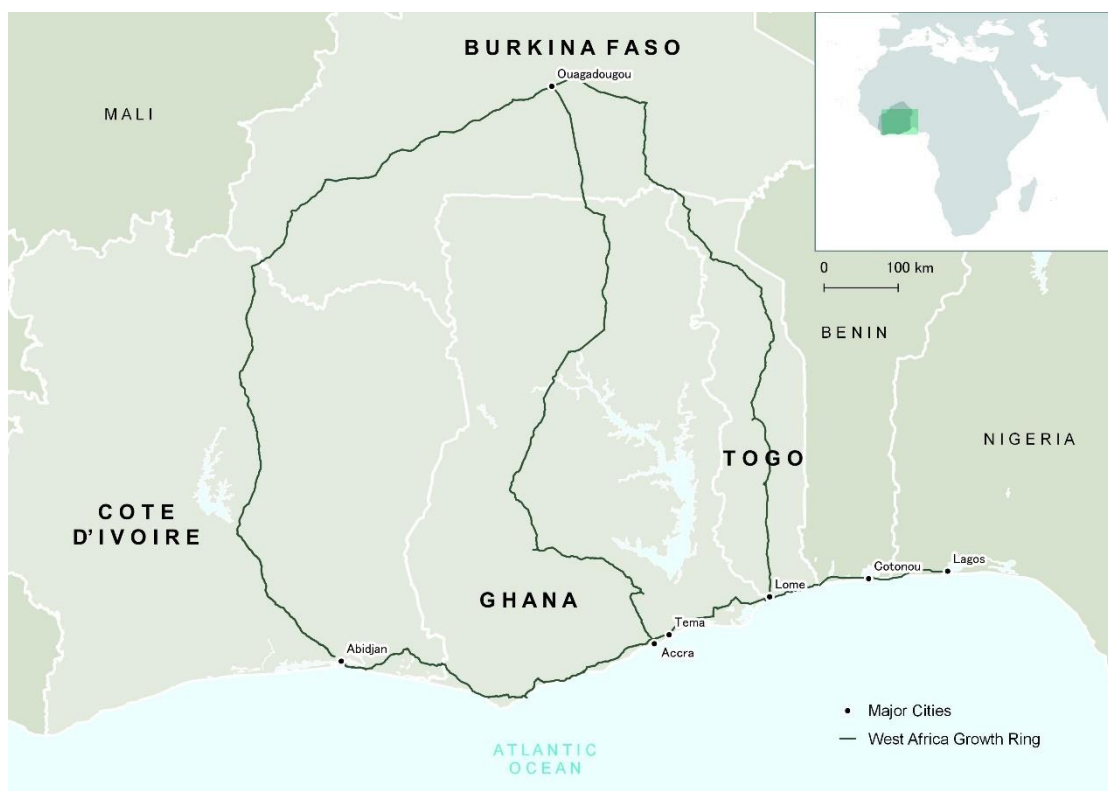 BURKINA FASO
Ouagadougou
MALI
0 100 km
BENIN
NIGERIA
TOGO
COTE
D'IVOIRE
GHANA
Lagos
Cotonou
Lome
Tema
Accra
Abidjan
Major Cities
West Africa Growth Ring
ATLANTIC
OCEAN